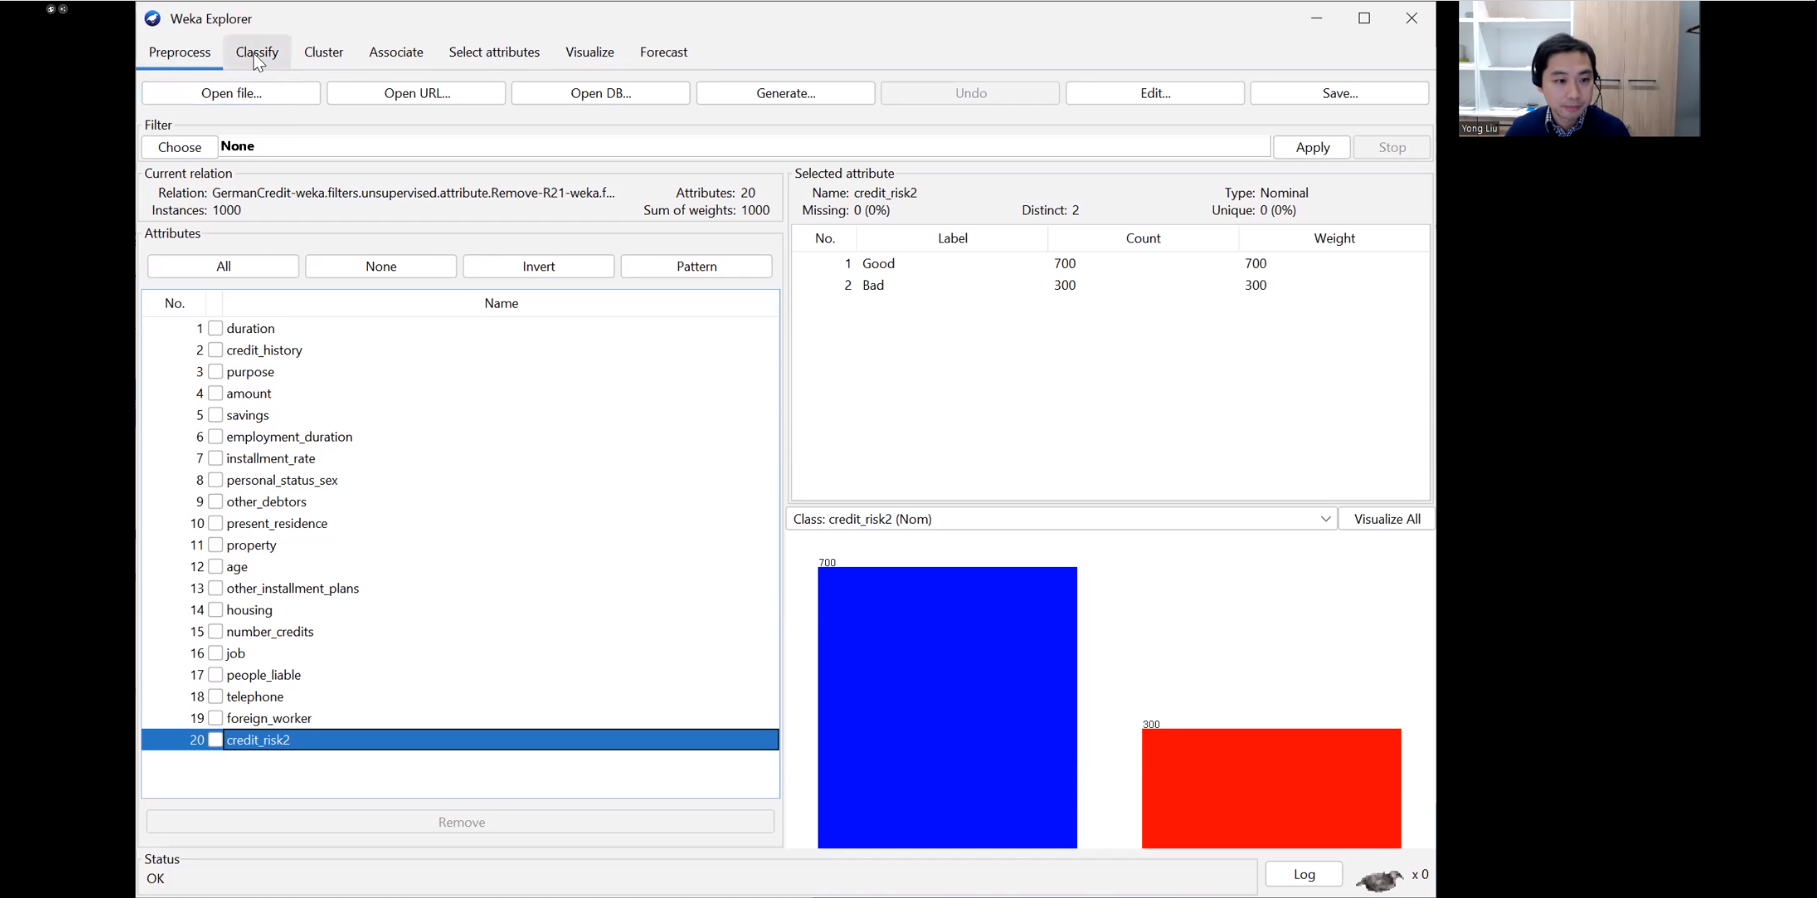 Weka Explorer
Preprocess Classify Cluster Associate Select attributes Visualize Forecast
Open file... Open URL... Open DB... Generate... Undo Edit... Save...
Filter
Choose None Apply Stop
Current relation
Relation: GermanCredit-weka.filters.unsupervised.attribute.Remove-R21-weka.f... Attributes: 20
Instances: 1000 Sum of weights: 1000
Attributes
All None Invert Pattern
No. Name
1 duration
2 credit_history
3 purpose
4 amount
5 savings
6 employment_duration
7 installment_rate
8 personal_status_sex
9 other_debtors
10 present_residence
11 property
12 age
13 other_installment_plans
14 housing
15 number_credits
16 job
17 people_liable
18 telephone
19 foreign_worker
20 credit_risk2
Remove
Selected attribute
Name: credit_risk2 Type: Nominal
Missing: 0 (0%) Distinct: 2 Unique: 0 (0%)
No. Label Count Weight
1 Good 700 700
2 Bad 300 300
Class: credit_risk2 (Nom) Visualize All
700
300
Status
OK
Log x 0
Yong Liu